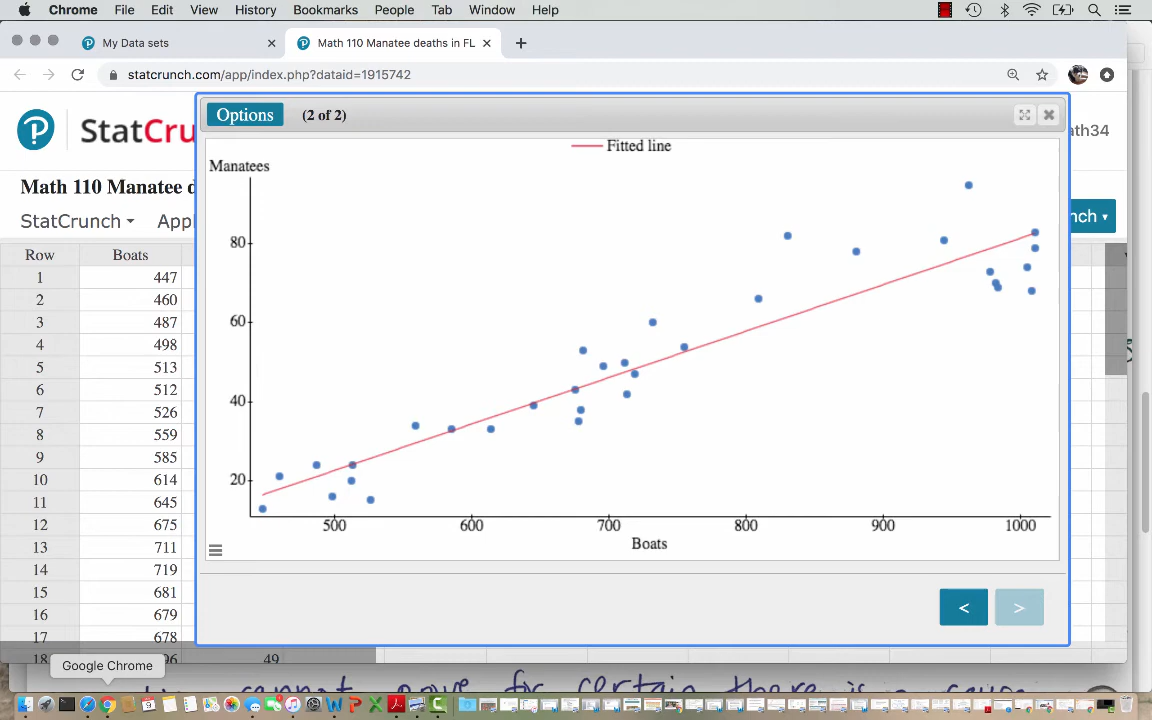 Chrome File Edit View History Bookmarks People Tab Window Help
My Data sets
Math 110 Manatee deaths in FL
statcrunch.com/app/index.php?dataid=1915742
P
StatCru
Math 110 Manatee d
StatCrunch Appl
Options (2 of 2)
ath34
nch
Fitted line
Manatees
80
60
40
20
500 600 700 800 900 1000
Boats
< >
Row Boats
1 447
2 460
3 487
4 498
5 513
6 512
7 526
8 559
9 585
10 614
11 645
12 675
13 711
14 719
15 681
16 679
17 678
18 96 49
Google Chrome
cannot prove for certain there is a cause